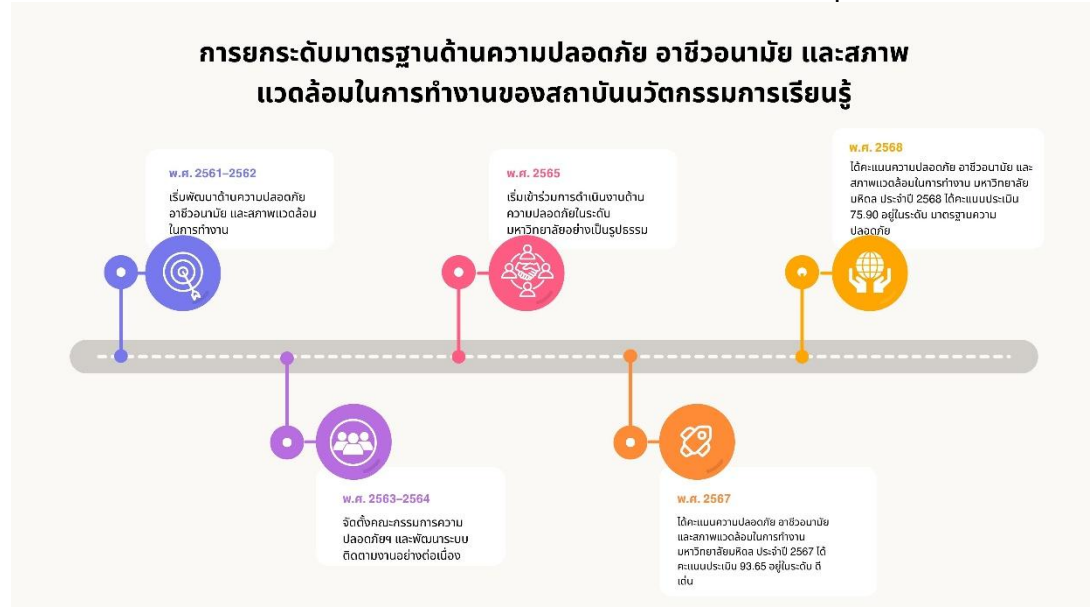 การยกระดับมาตรฐานด้านความปลอดภัย อาชีวอนามัย และสภาพ
แวดล้อมในการทำงานของสถาบันนวัตกรรมการเรียนรู้
พ.ศ. 2561–2562
เริ่มพัฒนาด้านความปลอดภัย
อาชีวอนามัย และสภาพแวดล้อม
ในการทำงาน
พ.ศ. 2563–2564
จัดตั้งคณะกรรมการความ
ปลอดภัยฯ และพัฒนาระบบ
ติดตามงานอย่างต่อเนื่อง
พ.ศ. 2565
เริ่มเข้าร่วมการดำเนินงานด้าน
ความปลอดภัยในระดับ
มหาวิทยาลัยอย่างเป็นรูปธรรม
พ.ศ. 2567
ได้คะแนนความปลอดภัย อาชีวอนามัย
และสภาพแวดล้อมในการทำงาน
มหาวิทยาลัยมหิดล ประจำปี 2567 ได้
คะแนนประเมิน 93.65 อยู่ในระดับ ดี
เด่น
พ.ศ. 2568
ได้คะแนนความปลอดภัย อาชีวอนามัย และ
สภาพแวดล้อมในการทำงาน มหาวิทยาลัย
มหิดล ประจำปี 2568 ได้คะแนนประเมิน
75.90 อยู่ในระดับ มาตรฐานความ
ปลอดภัย